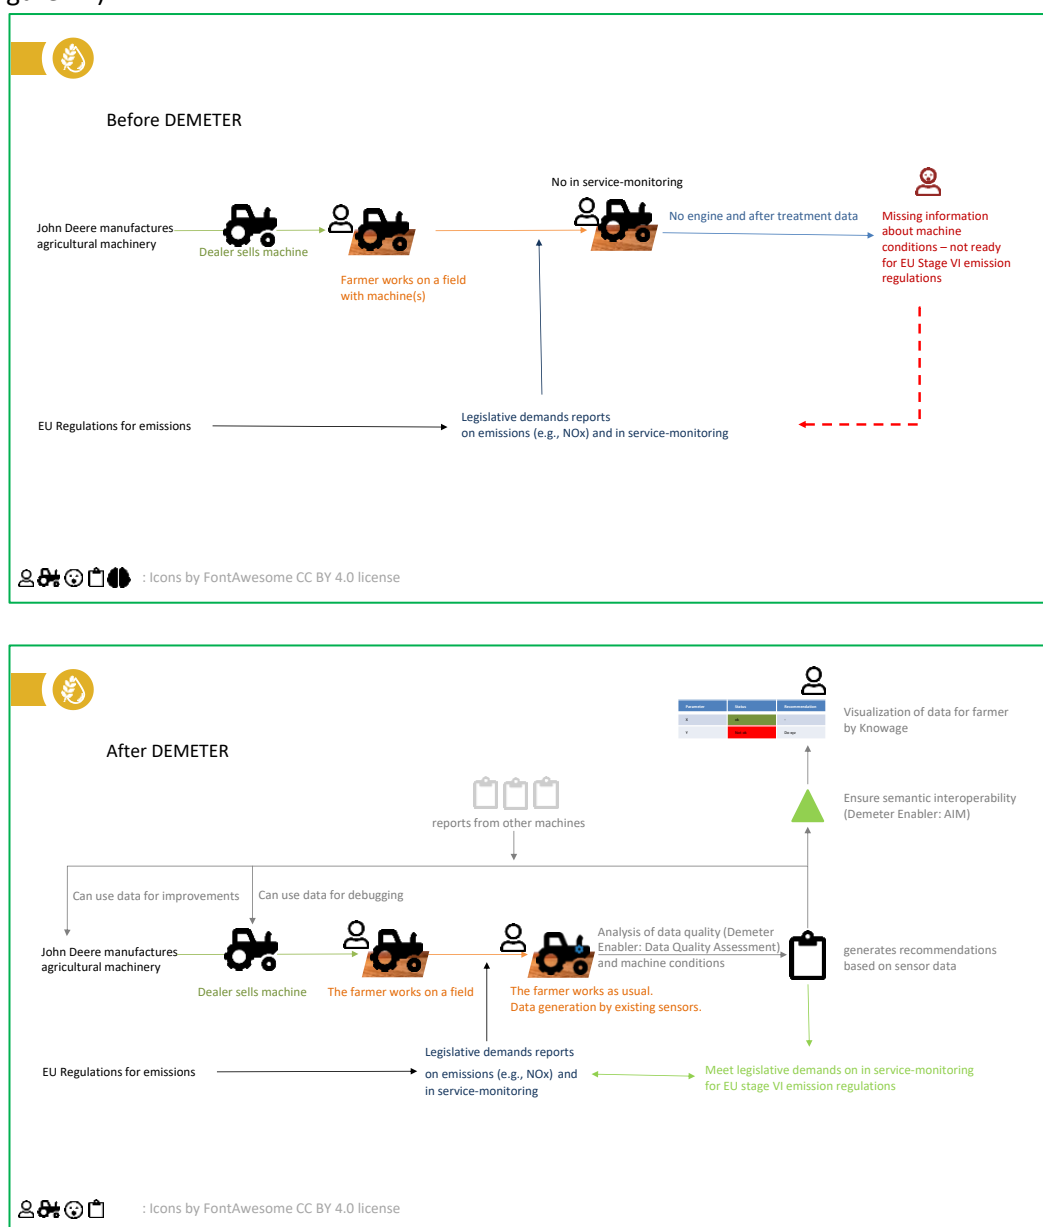 Before DEMETER
No in service-monitoring
John Deere manufactures
agricultural machinery
Dealer sells machine
Farmer works on a field
with machine(s)
No engine and after treatment data
Missing information
about machine
conditions – not ready
for EU Stage VI emission
regulations
EU Regulations for emissions
Legislative demands reports
on emissions (e.g., NOx) and in service-monitoring
: Icons by FontAwesome CC BY 4.0 license
After DEMETER
Parameter Status Recommendation
X ok -
Y
Visualization of data for farmer
by Knowage
Ensure semantic interoperability
(Demeter Enabler: AIM)
reports from other machines
Can use data for improvements
Can use data for debugging
John Deere manufactures
agricultural machinery
Dealer sells machine
The farmer works on a field
The farmer works as usual.
Data generation by existing sensors.
Analysis of data quality (Demeter
Enabler: Data Quality Assessment)
and machine conditions
generates recommendations
based on sensor data
EU Regulations for emissions
Legislative demands reports
on emissions (e.g., NOx) and
in service-monitoring
Meet legislative demands on in service-monitoring
for EU stage VI emission regulations
: Icons by FontAwesome CC BY 4.0 license